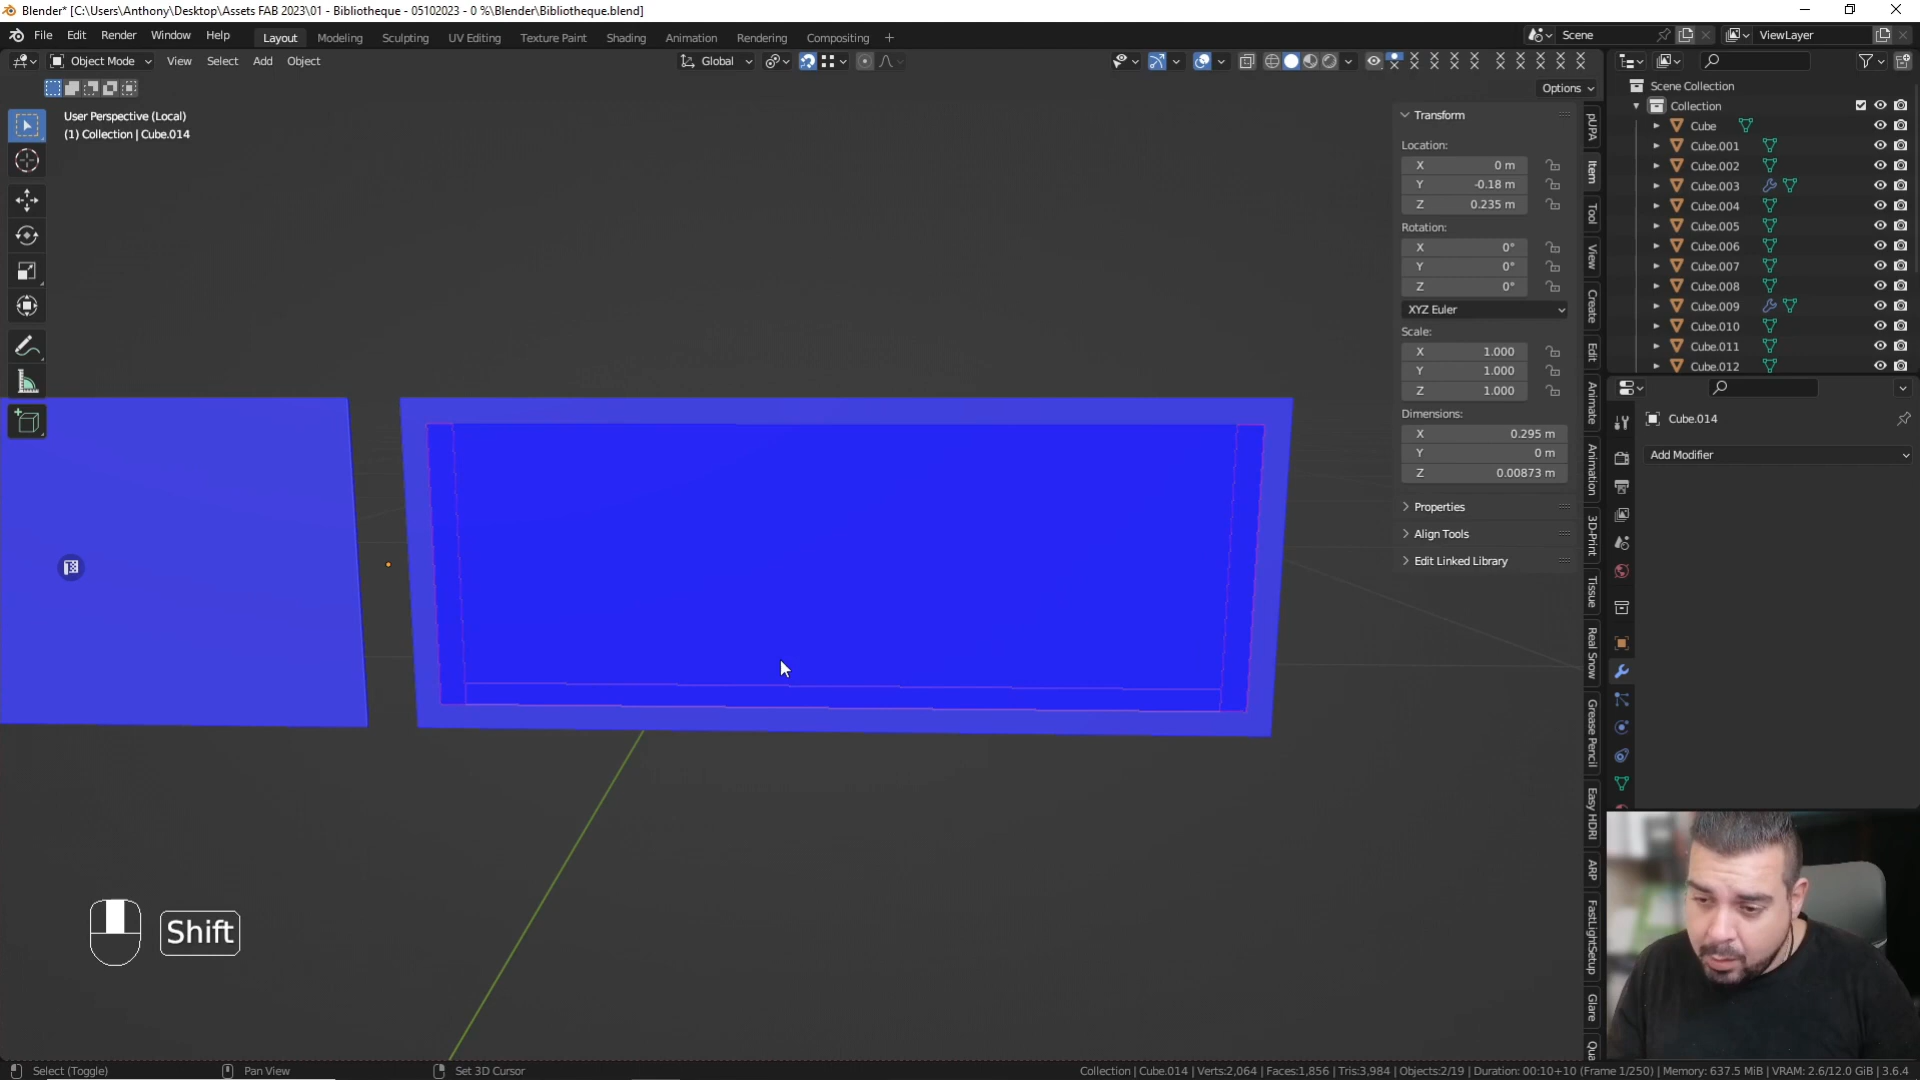 Blender* [C:\Users\Anthony\Desktop\Assets FAB 2023\01 - Bibliotheque - 05102023 - 0 %\Blender\Bibliotheque.blend]
File Edit Render Window Help Layout Modeling Sculpting UV Editing Texture Paint Shading Animation Rendering Compositing + Scene ViewLayer
Object Mode View Select Add Object Global
Options
User Perspective (Local)
(1) Collection | Cube.014
Transform
Location:
X 0 m
Y -0.18 m
Z 0.235 m
Rotation:
X 0°
Y 0°
Z 0°
XYZ Euler
Scale:
X 1.000
Y 1.000
Z 1.000
Dimensions:
X 0.295 m
Y 0 m
Z 0.00873 m
Properties
Align Tools
Edit Linked Library
pUPA
Item
Tool
View
Create
Edit
Animate
Animation
3D-Print
Tissue
Real Snow
Grease Pencil
Easy HDRI
ARP
FastLightSetup
Glare
Scene Collection
Collection
Cube
Cube.001
Cube.002
Cube.003
Cube.004
Cube.005
Cube.006
Cube.007
Cube.008
Cube.009
Cube.010
Cube.011
Cube.012
Cube.014
Add Modifier
Shift
Select (Toggle) Pan View Set 3D Cursor Collection | Cube.014 | Verts:2,064 | Faces:1,856 | Tris:3,984 | Objects:2/19 | Duration: 00:10+10 (Frame 1/250) | Memory: 637.5 MiB | VRAM: 2.6/12.0 GiB | 3.6.4